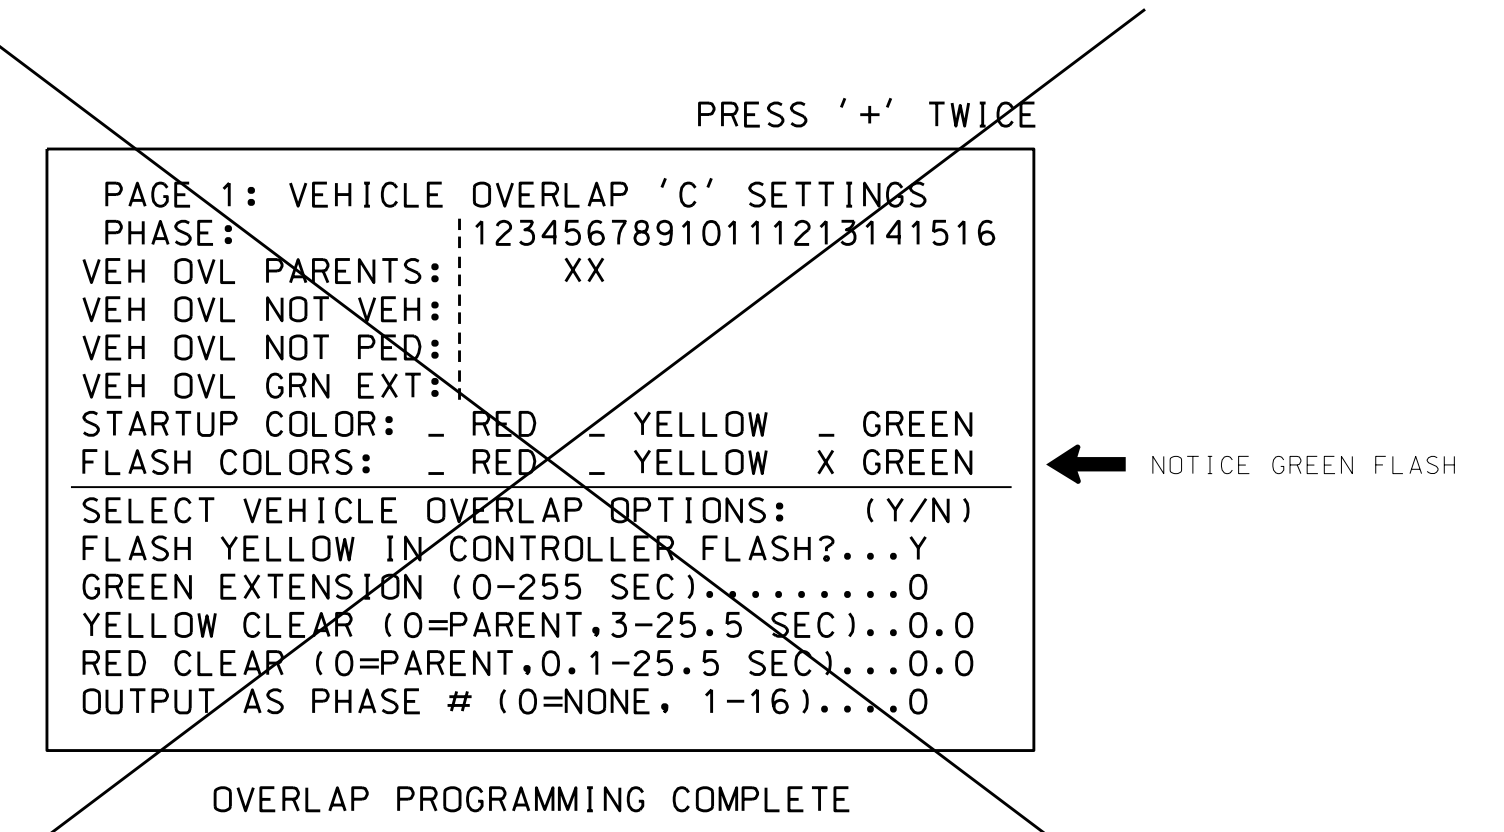 PRESS '+' TWICE
PAGE 1: VEHICLE OVERLAP 'C' SETTINGS
PHASE: 12345678910111213141516
VEH OVL PARENTS: XX
VEH OVL NOT VEH:
VEH OVL NOT PED:
VEH OVL GRN EXT:
STARTUP COLOR: _ RED _ YELLOW _ GREEN
FLASH COLORS: _ RED _ YELLOW X GREEN
NOTICE GREEN FLASH
SELECT VEHICLE OVERLAP OPTIONS: (Y/N)
FLASH YELLOW IN CONTROLLER FLASH?...Y
GREEN EXTENSION (0-255 SEC).........0
YELLOW CLEAR (0=PARENT,3-25.5 SEC)..0.0
RED CLEAR (0=PARENT,0.1-25.5 SEC)...0.0
OUTPUT AS PHASE # (0=NONE, 1-16)....0
OVERLAP PROGRAMMING COMPLETE